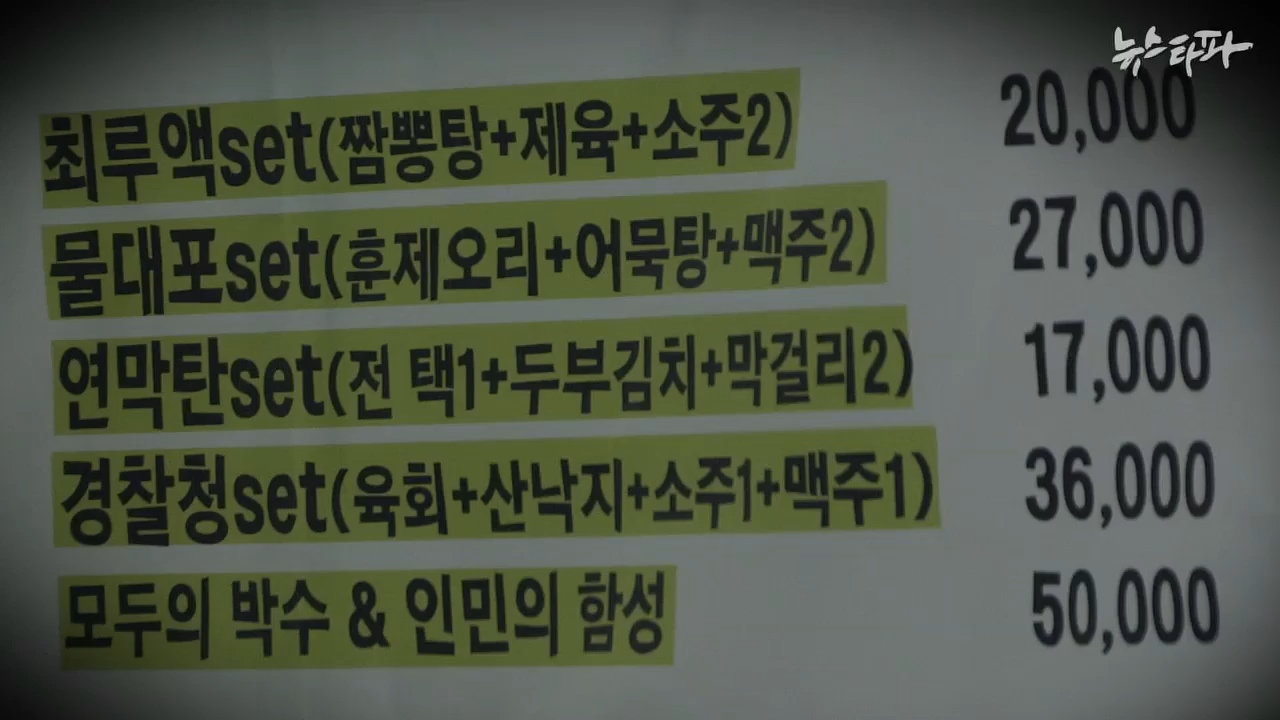 뉴스타파
최루액set(짬뽕탕+제육+소주2) 20,000
물대포set(훈제오리+어묵탕+맥주2) 27,000
연막탄set(전 택1+두부김치+막걸리2) 17,000
경찰청set(육회+산낙지+소주1+맥주1) 36,000
모두의 박수 & 인민의 함성 50,000